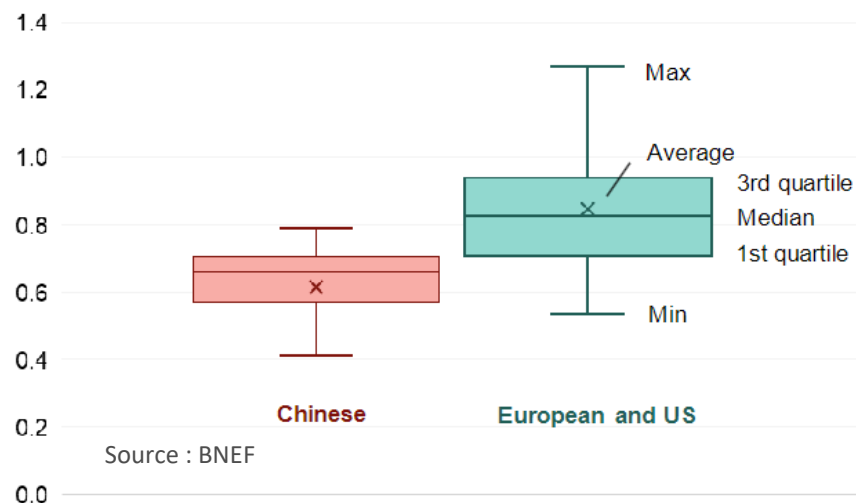 1.4
1.2
1.0
0.8
0.6
0.4
0.2
0.0
Max
Average
3rd quartile
Median
1st quartile
Min
Chinese
European and US
Source : BNEF